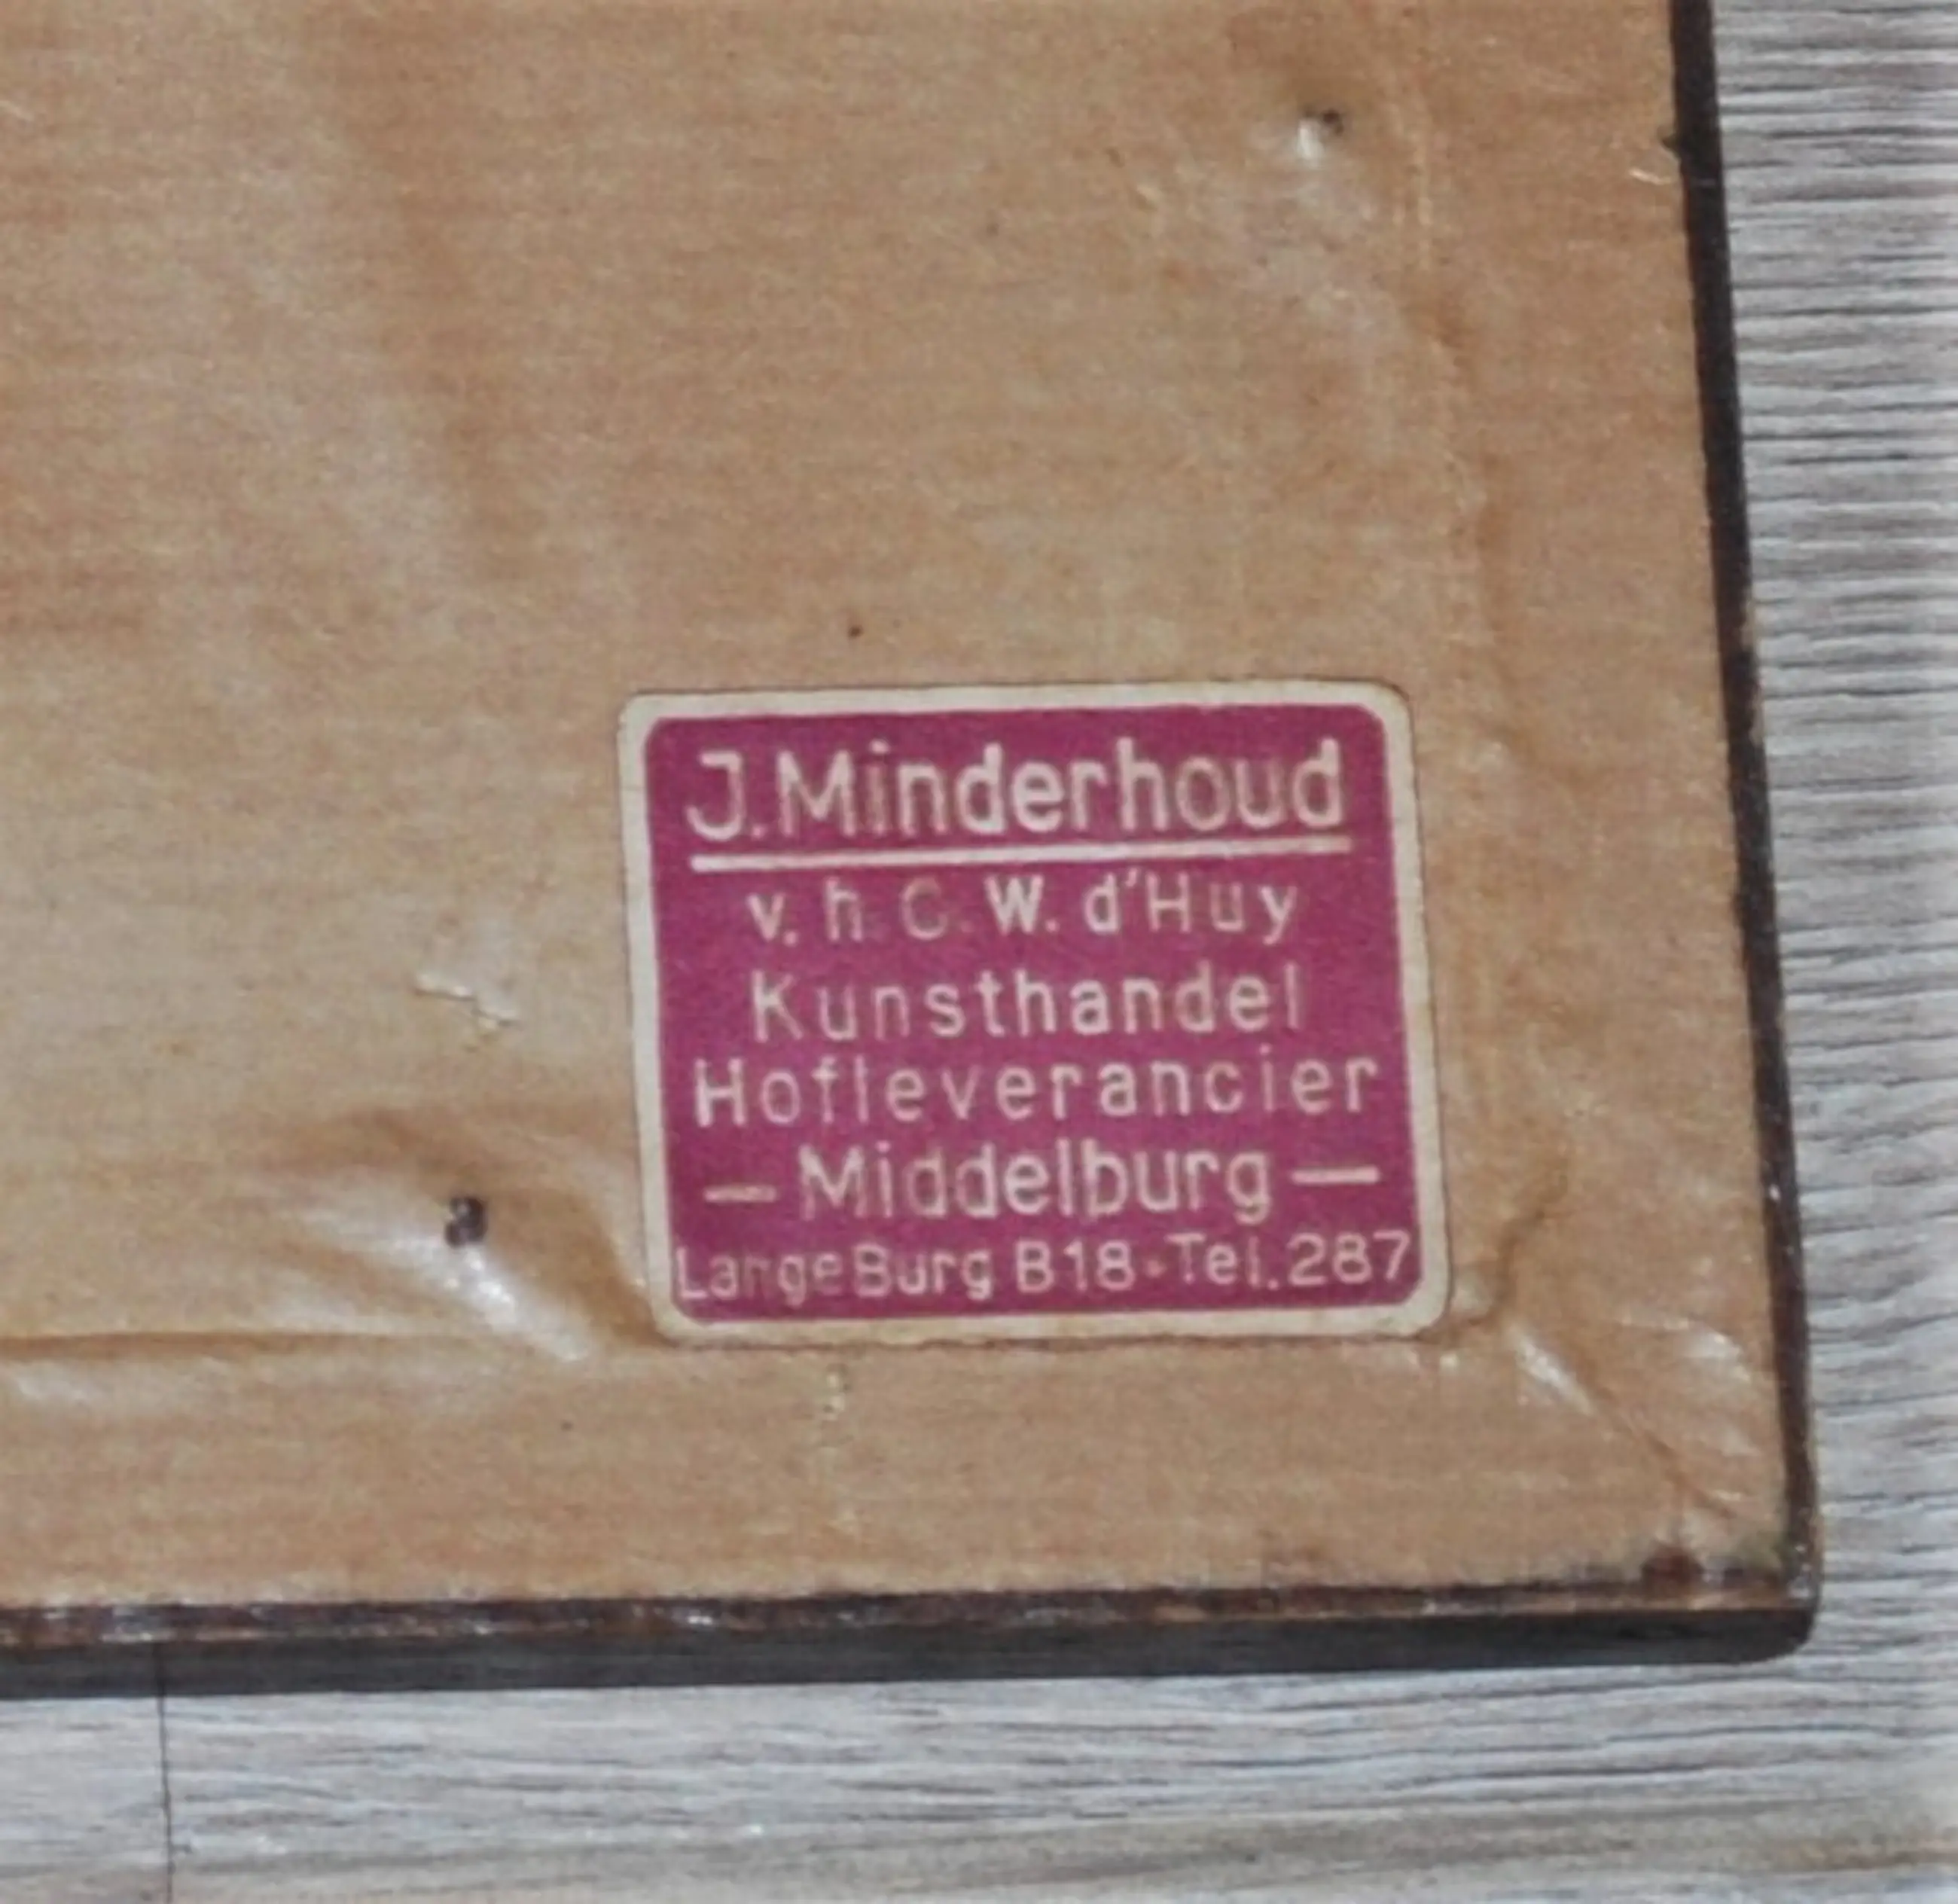 J. Minderhoud
v. h. C. W. d'Huy
Kunsthandel
Hofleverancier
— Middelburg —
Lange Burg B18 - Tel. 287